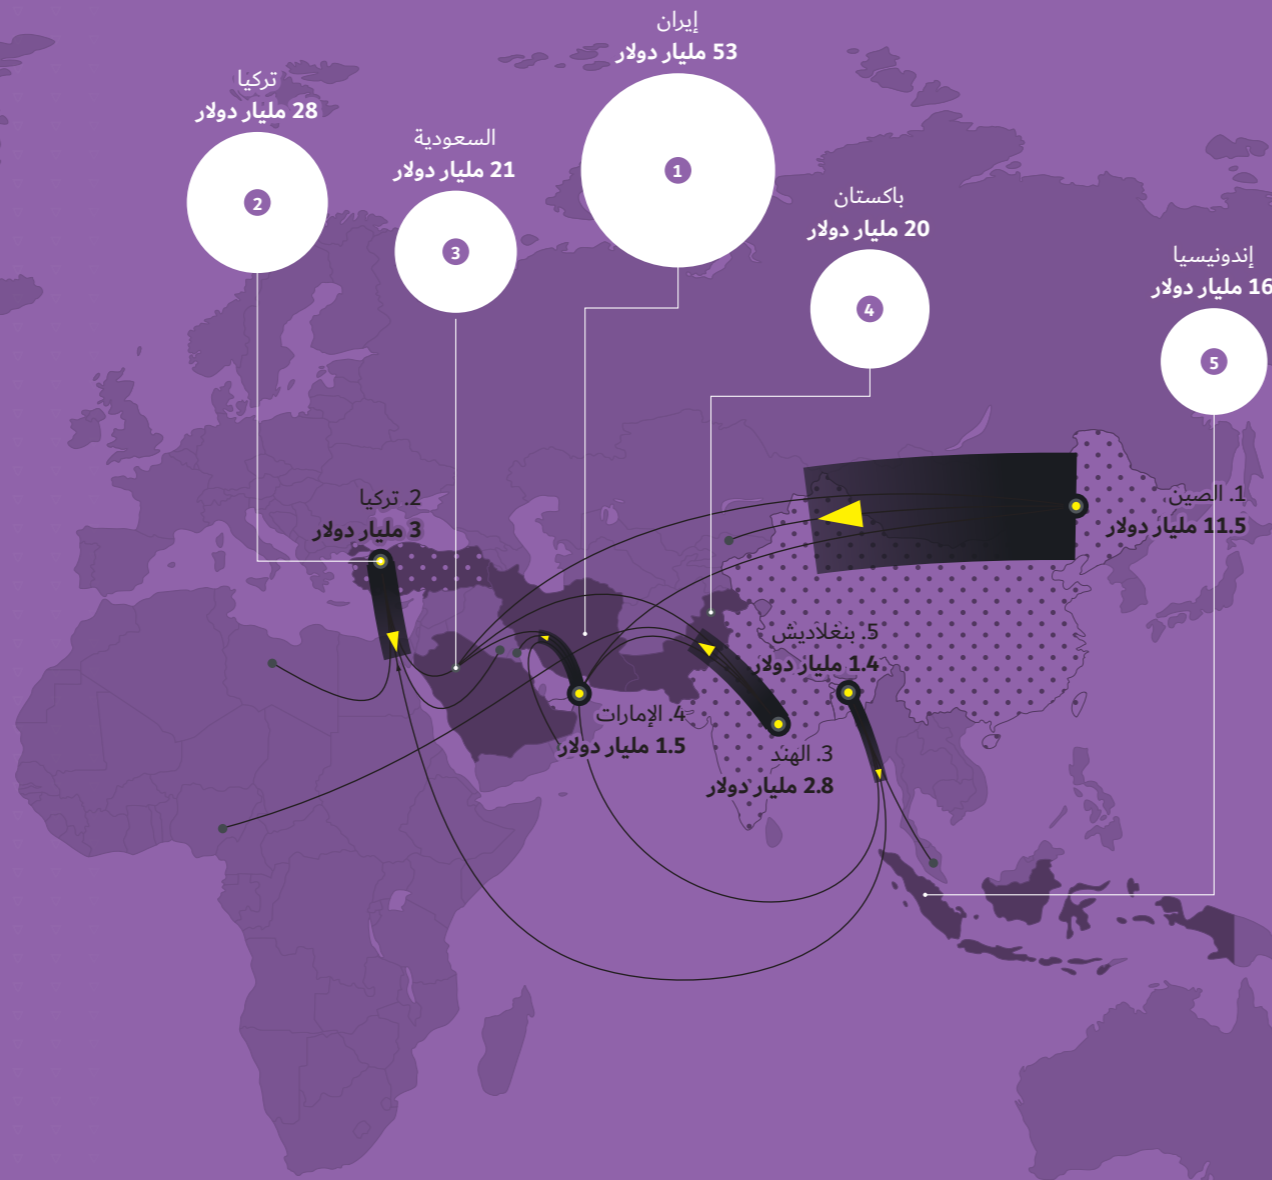 إيران
53 مليار دولار
1
تركيا
28 مليار دولار
2
السعودية
21 مليار دولار
3
باكستان
20 مليار دولار
4
إندونيسيا
16 مليار دولار
5
1. الصين
11.5 مليار دولار
2. تركيا
3 مليار دولار
5. بنغلاديش
1.4 مليار دولار
4. الإمارات
1.5 مليار دولار
3. الهند
2.8 مليار دولار